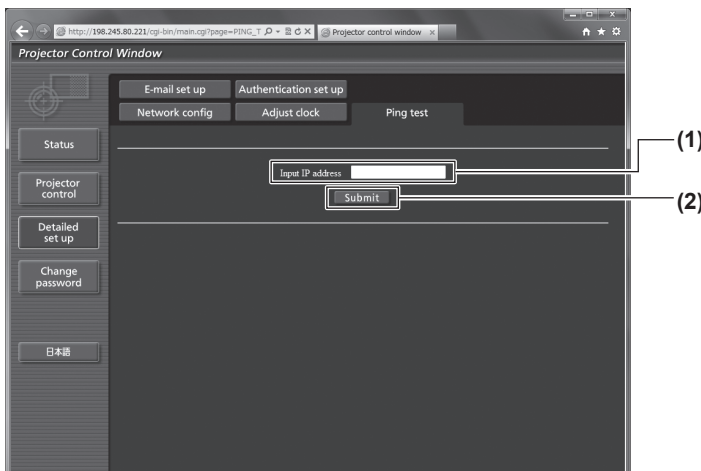 http://198.245.80.221/cgi-bin/main.cgi?page=PING_T
Projector control window
Projector Control Window
E-mail set up
Authentication set up
Network config
Adjust clock
Ping test
Status
Projector
control
Detailed
set up
Change
password
日本語
Input IP address
Submit
(1)
(2)